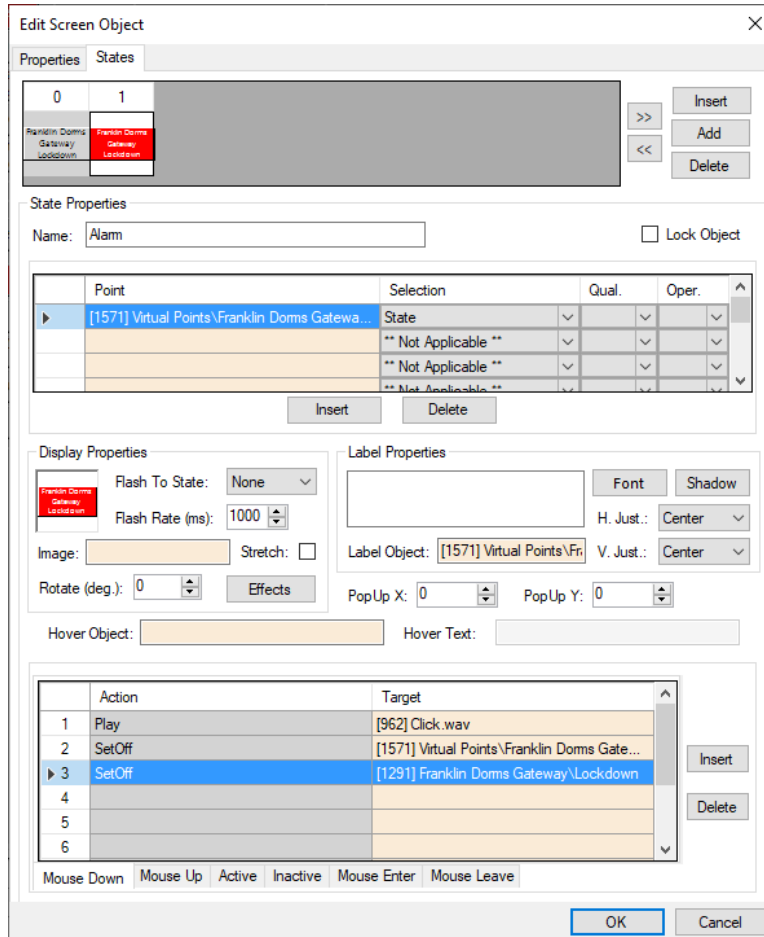 Edit Screen Object
Properties States
0 1
Franklin Dorms Gateway Lockdown Franklin Dorms Gateway Lockdown
>> Insert
<< Add
Delete
State Properties
Name: Alarm Lock Object
Point Selection Qual. Oper.
[1571] Virtual Points\Franklin Dorms Gatewa... State
** Not Applicable **
** Not Applicable **
** Not Applicable **
Insert Delete
Display Properties Label Properties
Franklin Dorms Gateway Lockdown
Flash To State: None
Font Shadow
Flash Rate (ms): 1000
H. Just.: Center
Image: Stretch:
Label Object: [1571] Virtual Points\Fr
V. Just.: Center
Rotate (deg.): 0 Effects
PopUp X: 0 PopUp Y: 0
Hover Object: Hover Text:
Action Target
1 Play [962] Click.wav
2 SetOff [1571] Virtual Points\Franklin Dorms Gate...
3 SetOff [1291] Franklin Dorms Gateway\Lockdown
4
5
6
Insert
Delete
Mouse Down Mouse Up Active Inactive Mouse Enter Mouse Leave
OK Cancel